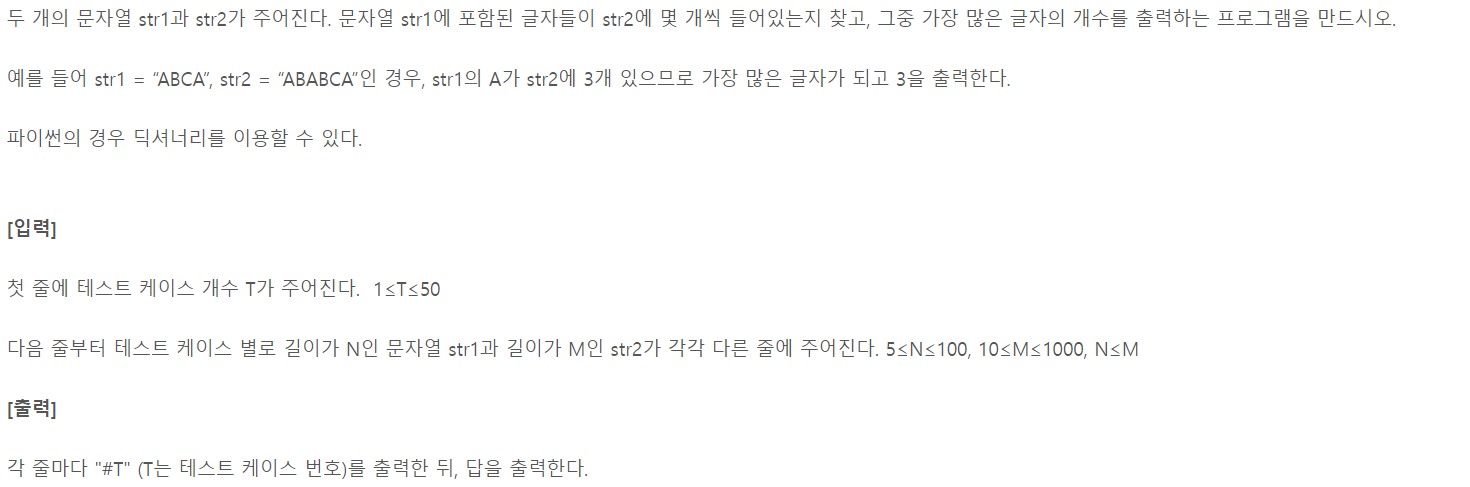 두 개의 문자열 str1과 str2가 주어진다. 문자열 str1에 포함된 글자들이 str2에 몇 개씩 들어있는지 찾고, 그중 가장 많은 글자의 개수를 출력하는 프로그램을 만드시오.
예를 들어 str1 = “ABCA”, str2 = “ABABCA”인 경우, str1의 A가 str2에 3개 있으므로 가장 많은 글자가 되고 3을 출력한다.
파이썬의 경우 딕셔너리를 이용할 수 있다.
[입력]
첫 줄에 테스트 케이스 개수 T가 주어진다.  1≤T≤50
다음 줄부터 테스트 케이스 별로 길이가 N인 문자열 str1과 길이가 M인 str2가 각각 다른 줄에 주어진다. 5≤N≤100, 10≤M≤1000, N≤M
[출력]
각 줄마다 "#T" (T는 테스트 케이스 번호)를 출력한 뒤, 답을 출력한다.